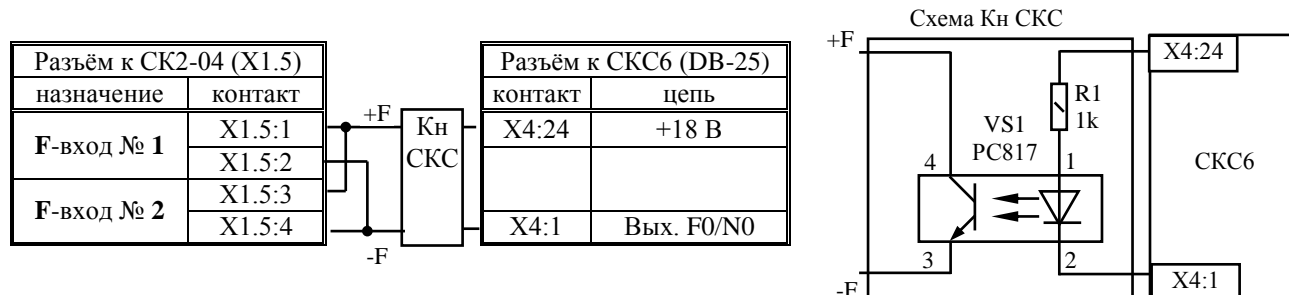 Схема Кн СКС
Разъём к СК2-04 (X1.5)
назначение контакт
F-вход № 1
X1.5:1
X1.5:2
F-вход № 2
X1.5:3
X1.5:4
+F
-F
Кн
СКС
Разъём к СКС6 (DB-25)
контакт цепь
X4:24 +18 В
X4:1 Вых. F0/N0
+F
-F
X4:24
R1
1k
VS1
PC817
4
1
3
2
СКС6
X4:1